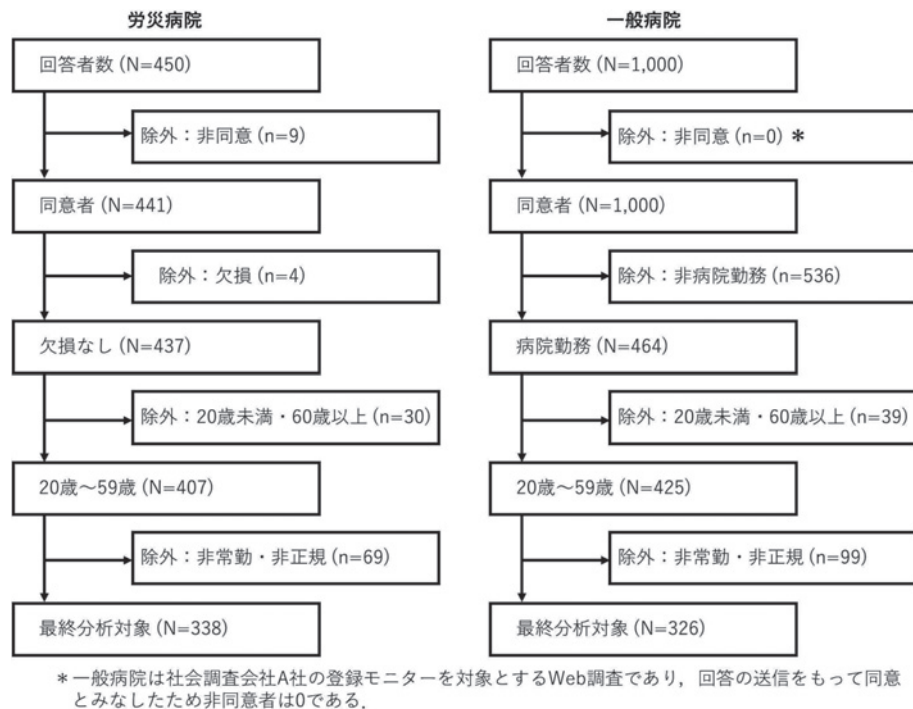 労災病院
回答者数 (N=450)
除外：非同意 (n=9)
同意者 (N=441)
除外：欠損 (n=4)
欠損なし (N=437)
除外：20歳未満・60歳以上 (n=30)
20歳〜59歳 (N=407)
除外：非常勤・非正規 (n=69)
最終分析対象 (N=338)
一般病院
回答者数 (N=1,000)
除外：非同意 (n=0) *
同意者 (N=1,000)
除外：非病院勤務 (n=536)
病院勤務 (N=464)
除外：20歳未満・60歳以上 (n=39)
20歳〜59歳 (N=425)
除外：非常勤・非正規 (n=99)
最終分析対象 (N=326)
*一般病院は社会調査会社A社の登録モニターを対象とするWeb調査であり，回答の送信をもって同意
とみなしたため非同意者は0である．